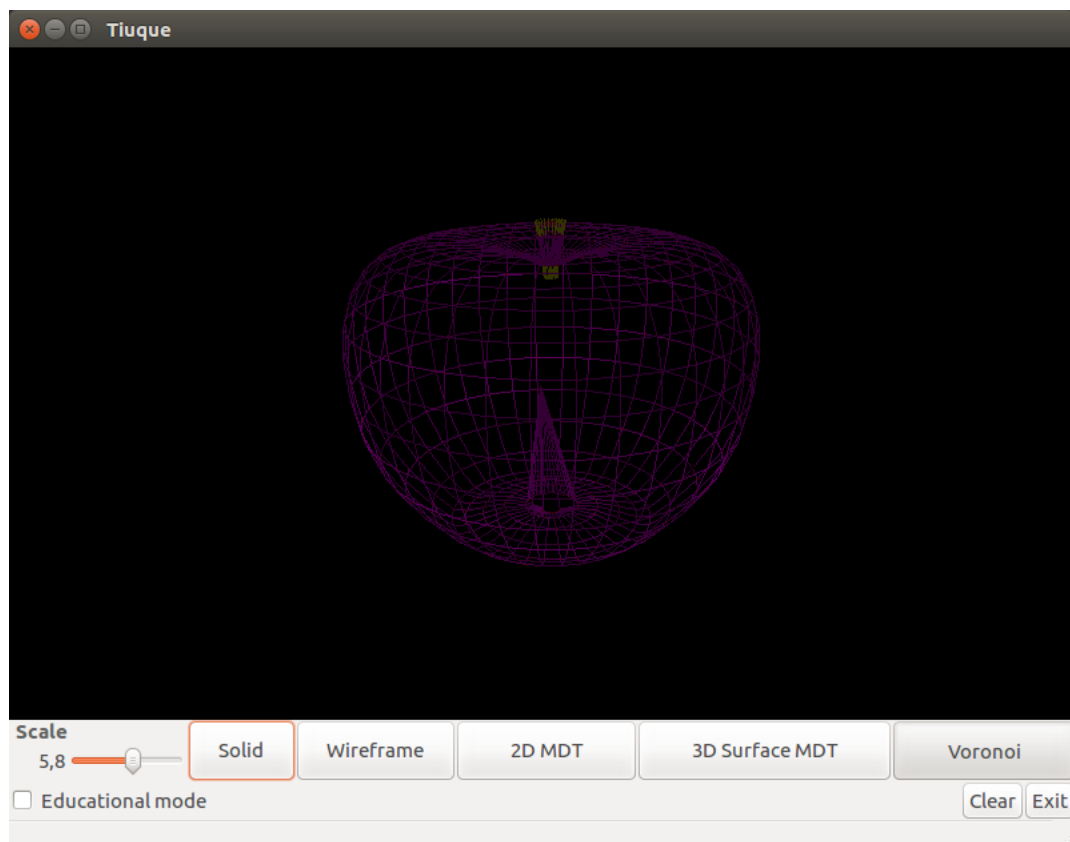 Tiuque
Scale
5,8
Solid
Wireframe
2D MDT
3D Surface MDT
Voronoi
Educational mode
Clear
Exit